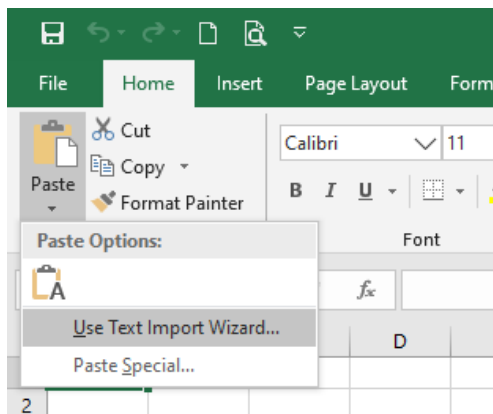 File Home Insert Page Layout Form
Cut
Copy
Paste
Format Painter
Calibri 11
B I U
Font
Paste Options:
A
Use Text Import Wizard...
Paste Special...
fx
D
2